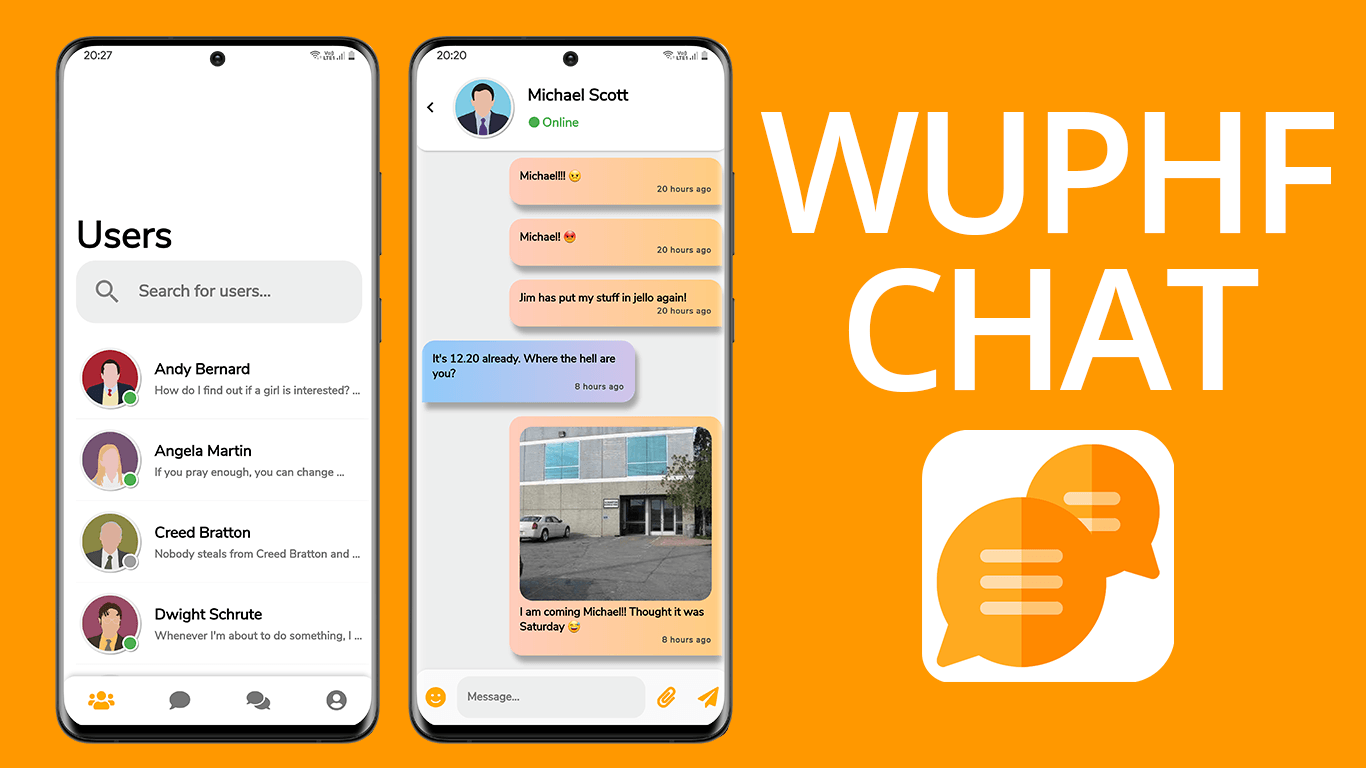 20:27
VoD
LTE1
Users
Search for users...
Andy Bernard
How do I find out if a girl is interested? ...
Angela Martin
If you pray enough, you can change ...
Creed Bratton
Nobody steals from Creed Bratton and ...
Dwight Schrute
Whenever I'm about to do something, I ...
20:20
VoD
LTE1
Michael Scott
Online
Michael!!! 😠
20 hours ago
Michael! 😡
20 hours ago
Jim has put my stuff in jello again!
20 hours ago
It's 12.20 already. Where the hell are
you?
8 hours ago
I am coming Michael!! Thought it was
Saturday 😅
8 hours ago
Message...
WUPHF
CHAT